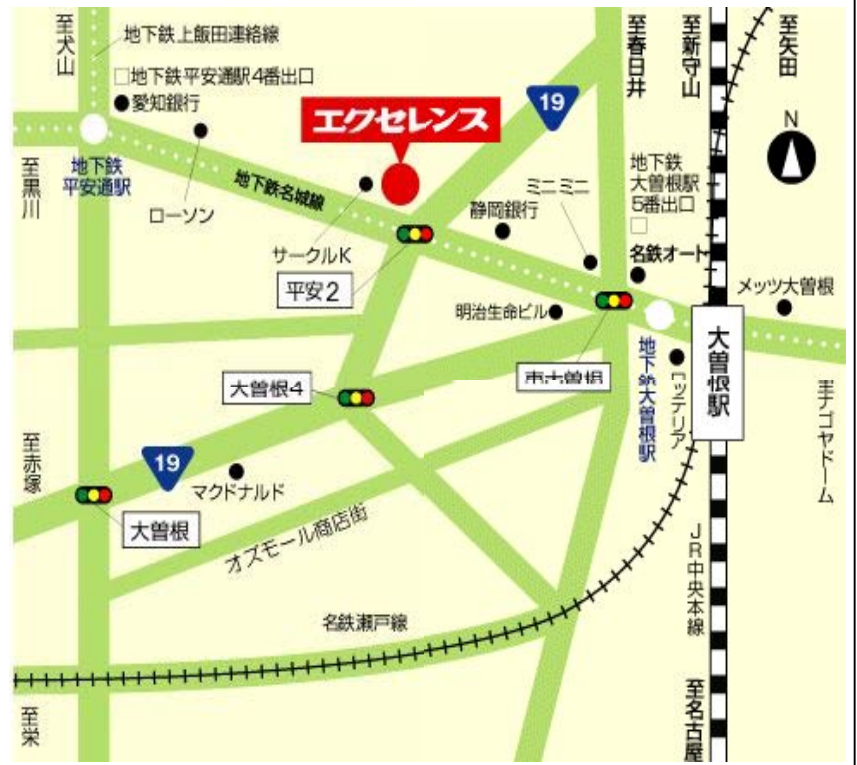 至犬山
地下鉄上飯田連絡線
□地下鉄平安通駅4番出口
愛知銀行
エクセレンス
19
至春日井
至新守山
至矢田
N
地下鉄
平安通駅
至黒川
ローソン
地下鉄名城線
サークルK
平安2
静岡銀行
ミニミニ
地下鉄
大曽根駅
5番出口
□
名鉄オート
メッツ大曽根
明治生命ビル
大曽根駅
地下鉄大曽根駅
ロッテリア
至ナゴヤドーム
大曽根4
至赤塚
19
マクドナルド
大曽根
オズモール商店街
JR中央本線
名鉄瀬戸線
至栄
至名古屋